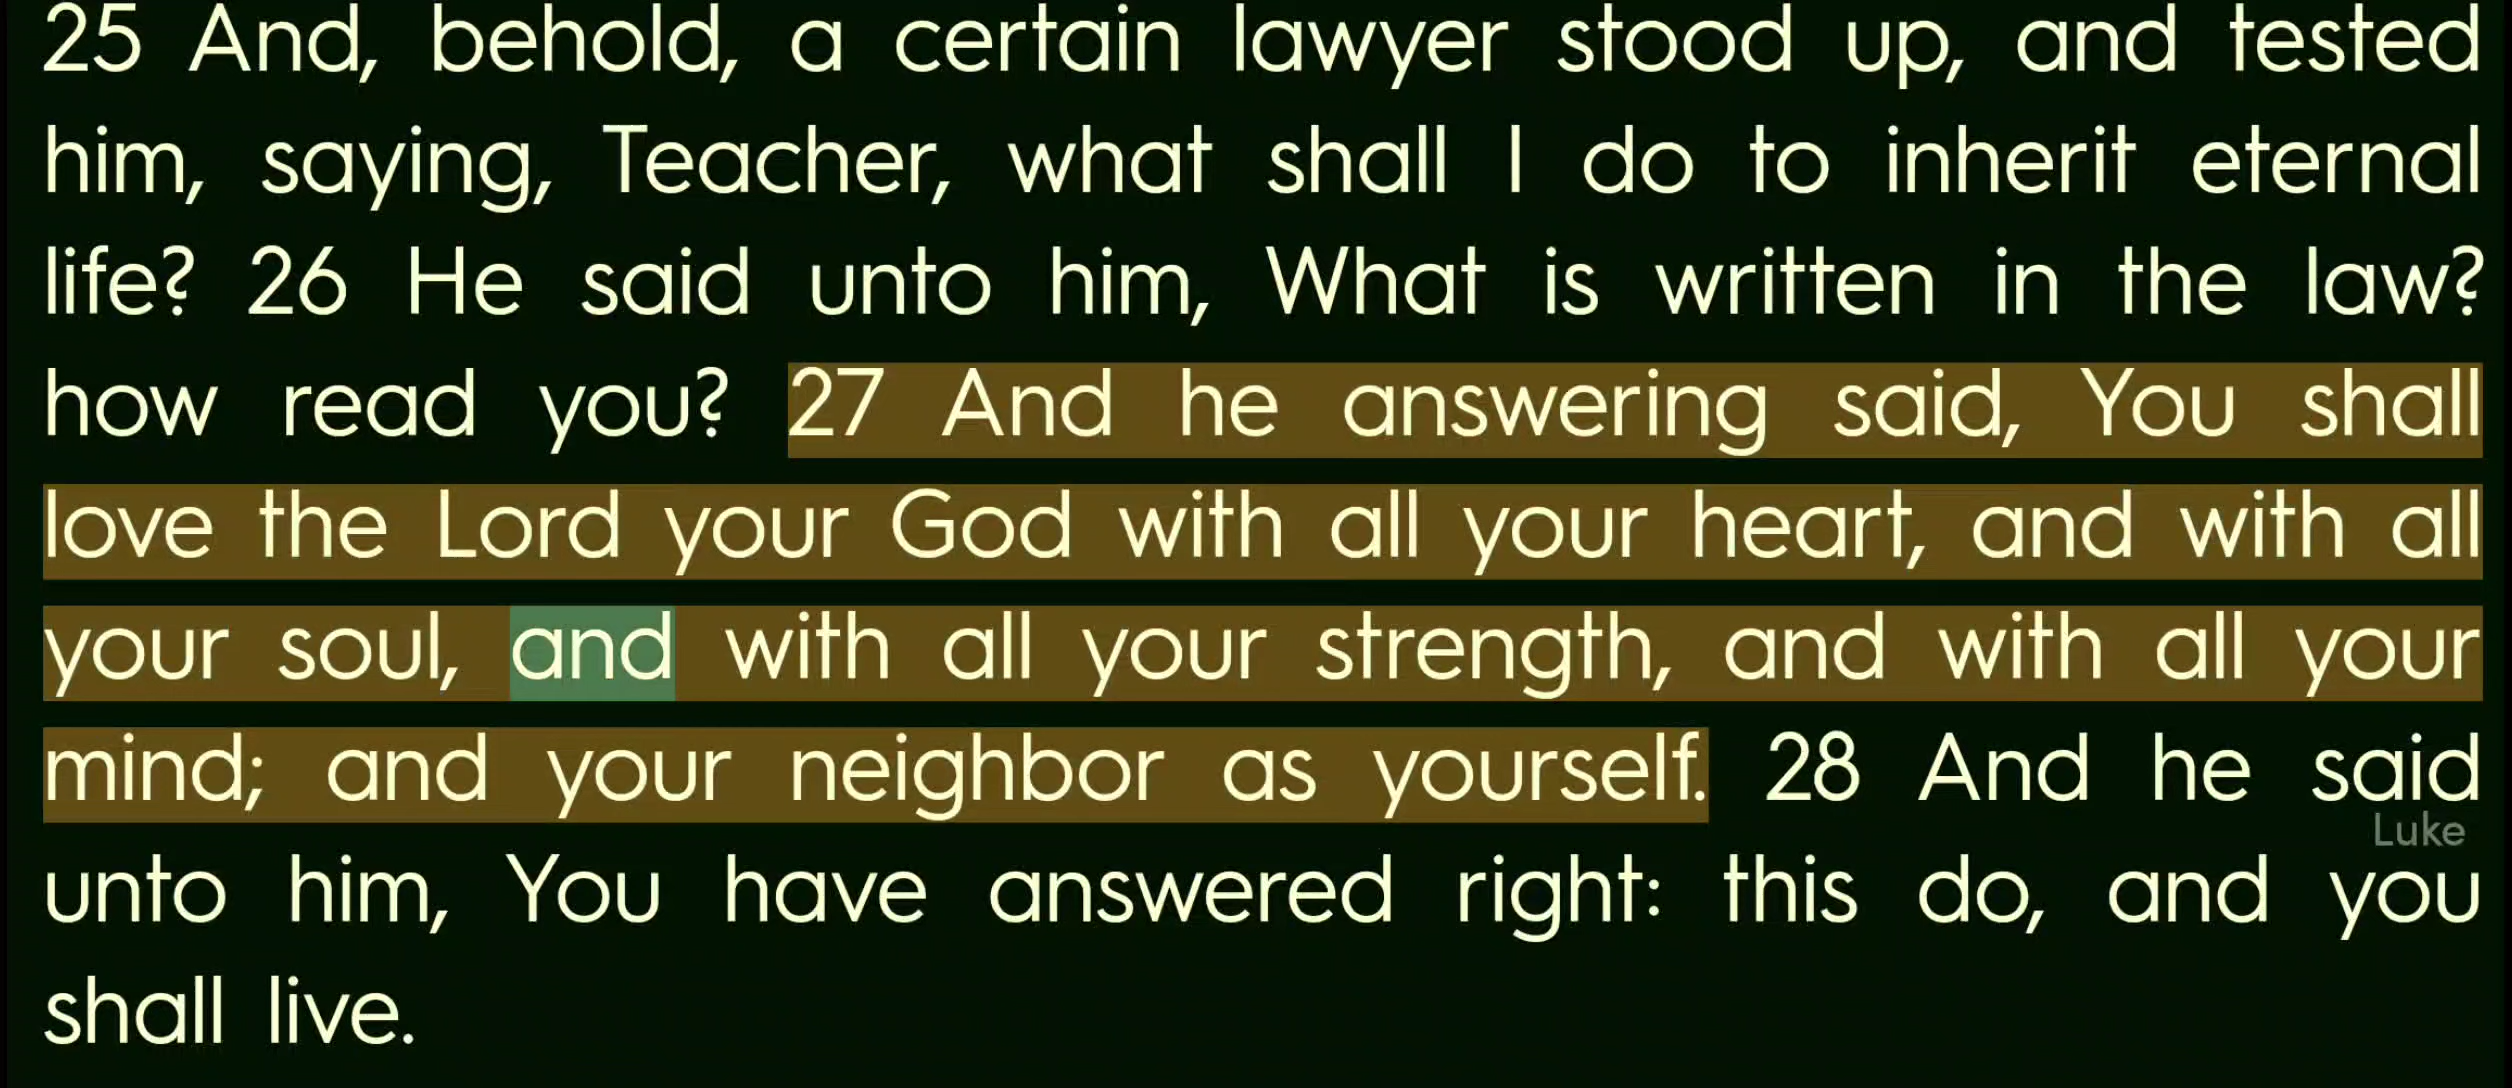 25 And, behold, a certain lawyer stood up, and tested
him, saying, Teacher, what shall I do to inherit eternal
life? 26 He said unto him, What is written in the law?
how read you? 27 And he answering said, You shall
love the Lord your God with all your heart, and with all
your soul, and with all your strength, and with all your
mind; and your neighbor as yourself. 28 And he said
Luke
unto him, You have answered right: this do, and you
shall live.